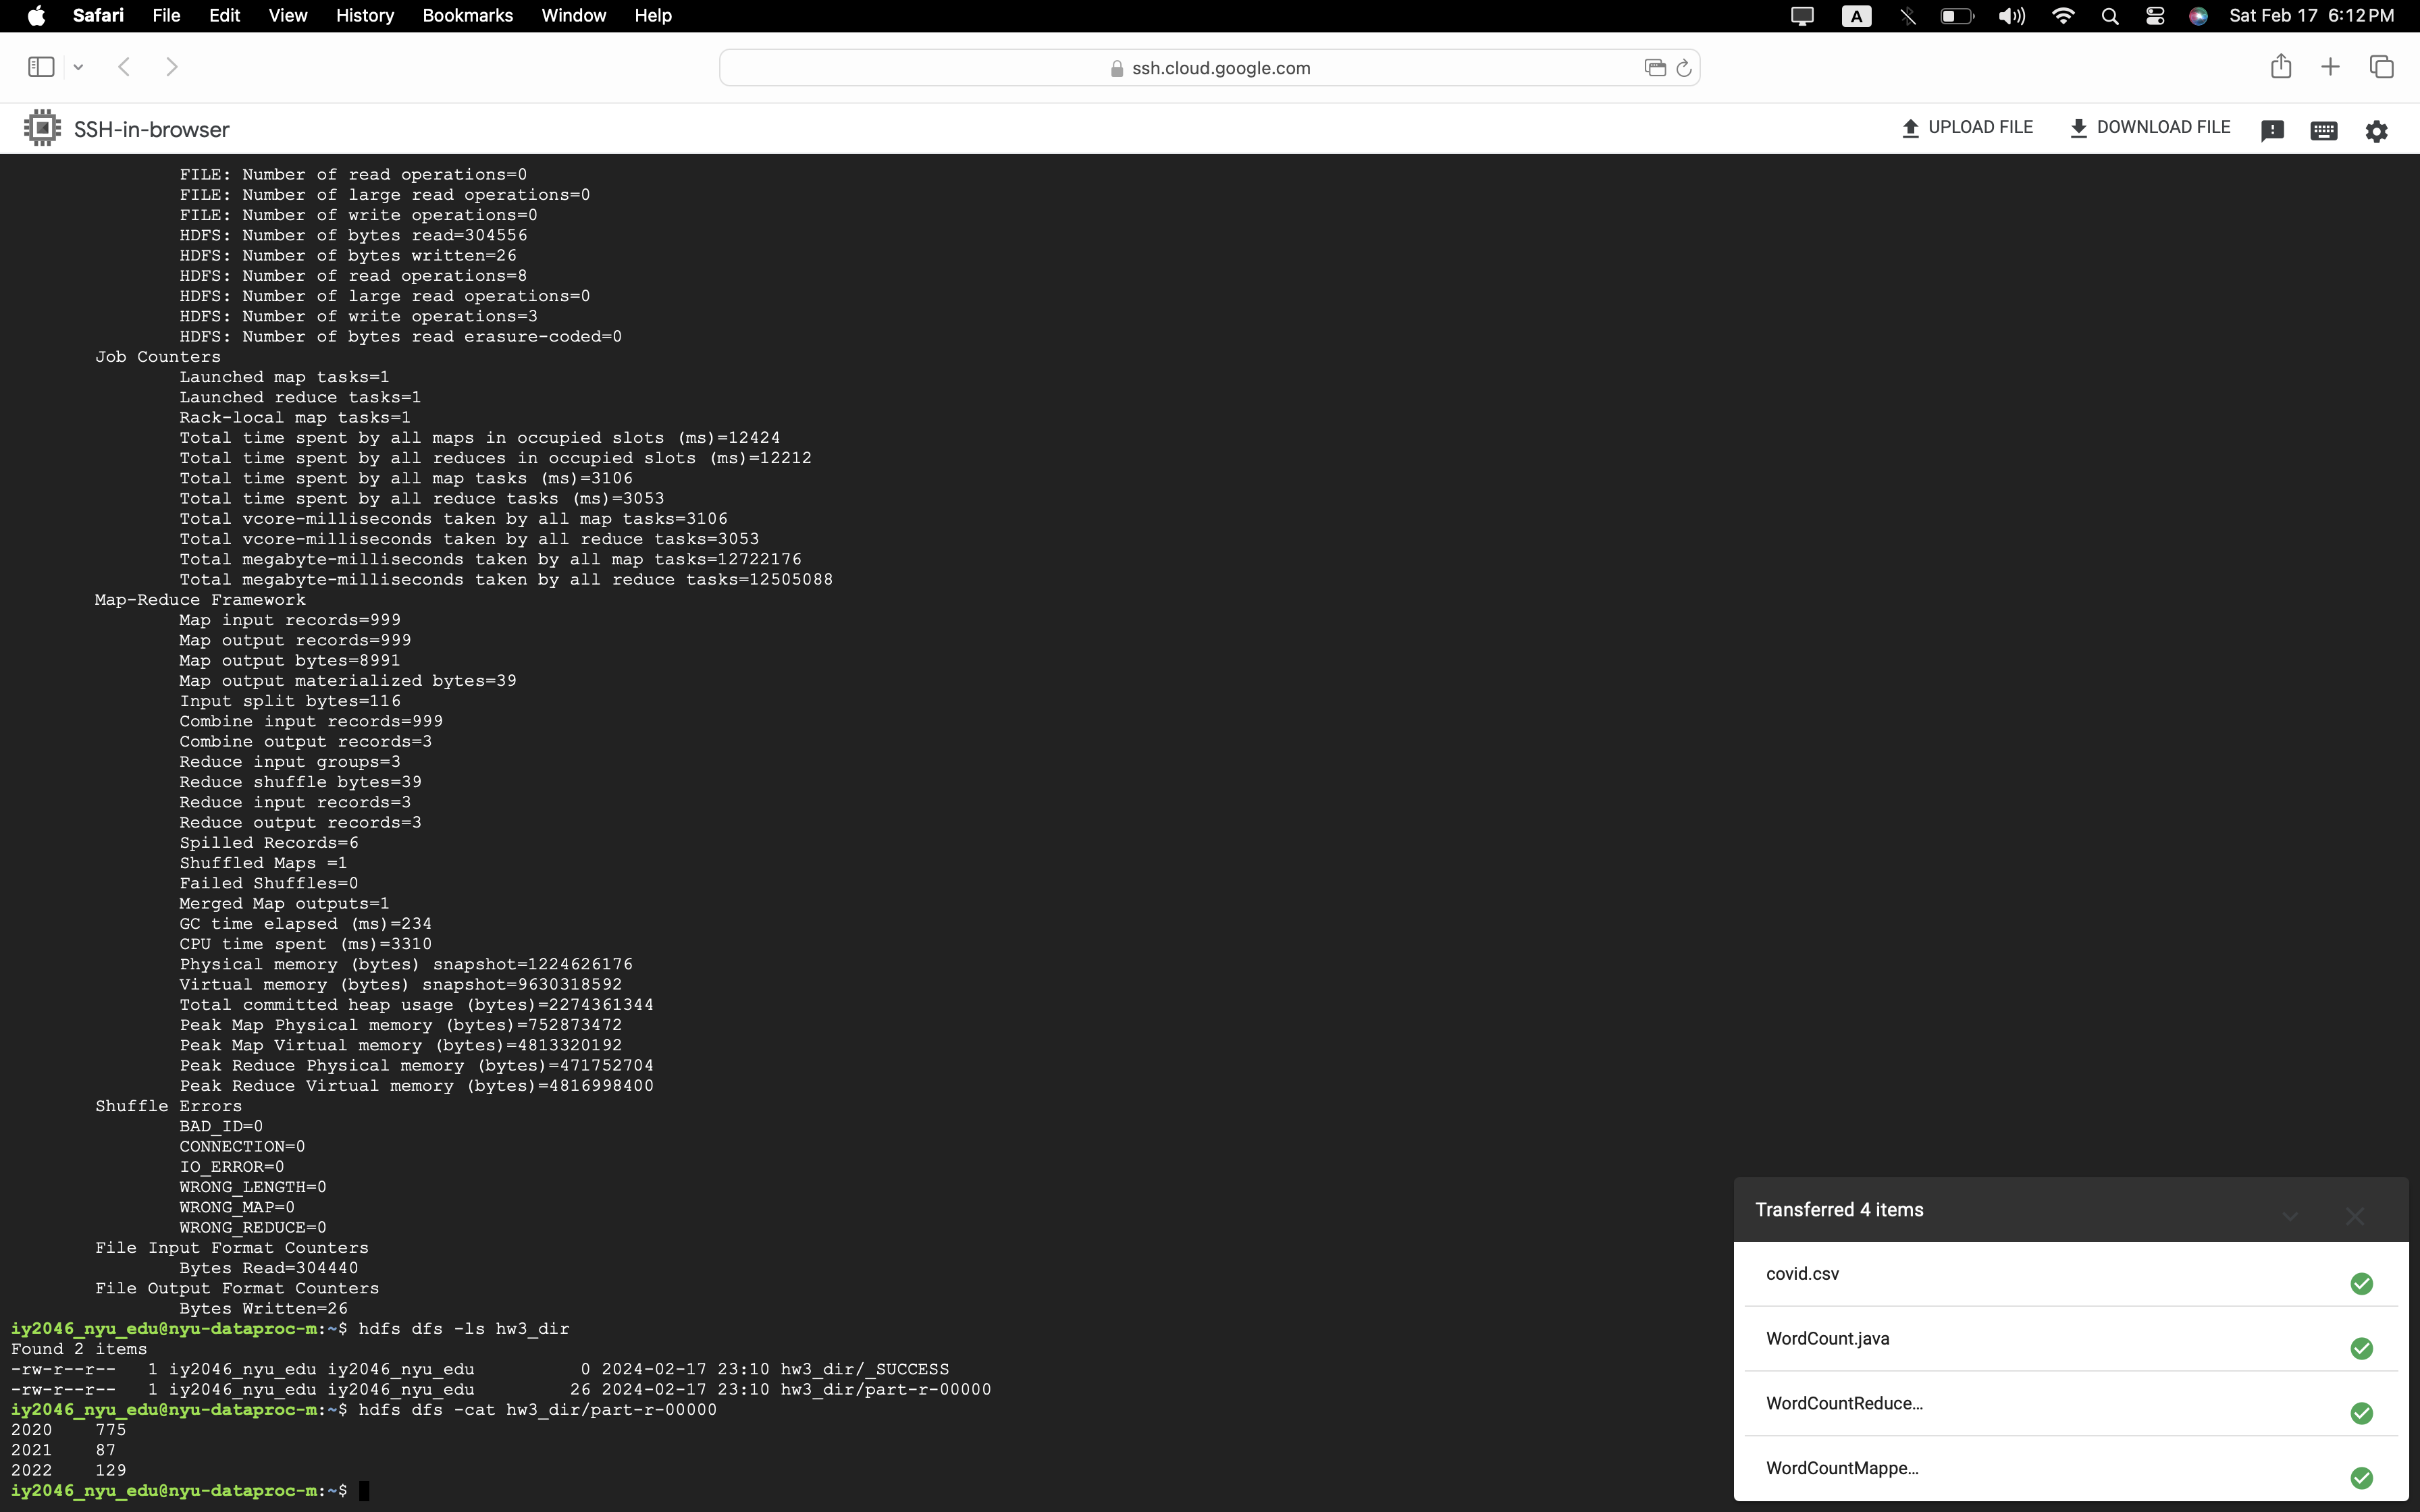 Safari File Edit View History Bookmarks Window Help A Sat Feb 17 6:12 PM
ssh.cloud.google.com
SSH-in-browser UPLOAD FILE DOWNLOAD FILE
FILE: Number of read operations=0
FILE: Number of large read operations=0
FILE: Number of write operations=0
HDFS: Number of bytes read=304556
HDFS: Number of bytes written=26
HDFS: Number of read operations=8
HDFS: Number of large read operations=0
HDFS: Number of write operations=3
HDFS: Number of bytes read erasure-coded=0
Job Counters
Launched map tasks=1
Launched reduce tasks=1
Rack-local map tasks=1
Total time spent by all maps in occupied slots (ms)=12424
Total time spent by all reduces in occupied slots (ms)=12212
Total time spent by all map tasks (ms)=3106
Total time spent by all reduce tasks (ms)=3053
Total vcore-milliseconds taken by all map tasks=3106
Total vcore-milliseconds taken by all reduce tasks=3053
Total megabyte-milliseconds taken by all map tasks=12722176
Total megabyte-milliseconds taken by all reduce tasks=12505088
Map-Reduce Framework
Map input records=999
Map output records=999
Map output bytes=8991
Map output materialized bytes=39
Input split bytes=116
Combine input records=999
Combine output records=3
Reduce input groups=3
Reduce shuffle bytes=39
Reduce input records=3
Reduce output records=3
Spilled Records=6
Shuffled Maps =1
Failed Shuffles=0
Merged Map outputs=1
GC time elapsed (ms)=234
CPU time spent (ms)=3310
Physical memory (bytes) snapshot=1224626176
Virtual memory (bytes) snapshot=9630318592
Total committed heap usage (bytes)=2274361344
Peak Map Physical memory (bytes)=752873472
Peak Map Virtual memory (bytes)=4813320192
Peak Reduce Physical memory (bytes)=471752704
Peak Reduce Virtual memory (bytes)=4816998400
Shuffle Errors
BAD_ID=0
CONNECTION=0
IO_ERROR=0
WRONG_LENGTH=0
WRONG_MAP=0
WRONG_REDUCE=0
File Input Format Counters
Bytes Read=304440
File Output Format Counters
Bytes Written=26
iy2046_nyu_edu@nyu-dataproc-m:~$ hdfs dfs -ls hw3_dir
Found 2 items
-rw-r--r-- 1 iy2046_nyu_edu iy2046_nyu_edu 0 2024-02-17 23:10 hw3_dir/_SUCCESS
-rw-r--r-- 1 iy2046_nyu_edu iy2046_nyu_edu 26 2024-02-17 23:10 hw3_dir/part-r-00000
iy2046_nyu_edu@nyu-dataproc-m:~$ hdfs dfs -cat hw3_dir/part-r-00000
2020 775
2021 87
2022 129
iy2046_nyu_edu@nyu-dataproc-m:~$
Transferred 4 items
covid.csv
WordCount.java
WordCountReduce...
WordCountMappe...